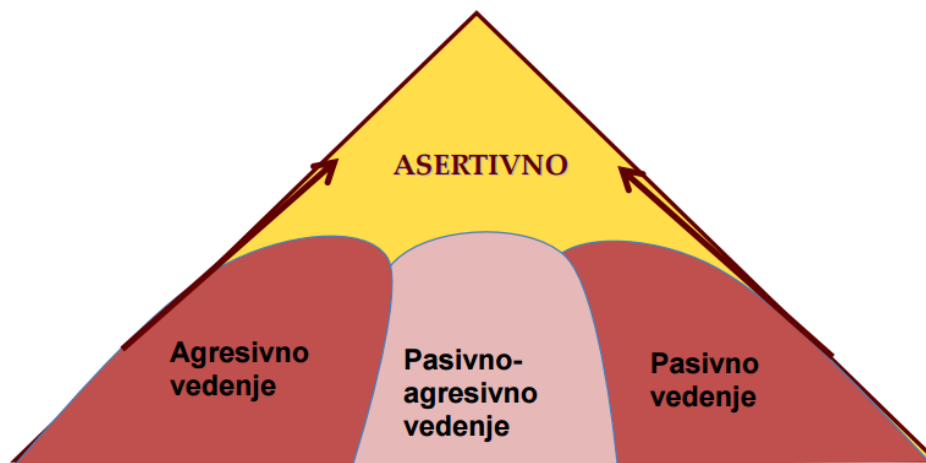 ASERTIVNO
Agresivno
vedenje
Pasivno-
agresivno
vedenje
Pasivno
vedenje